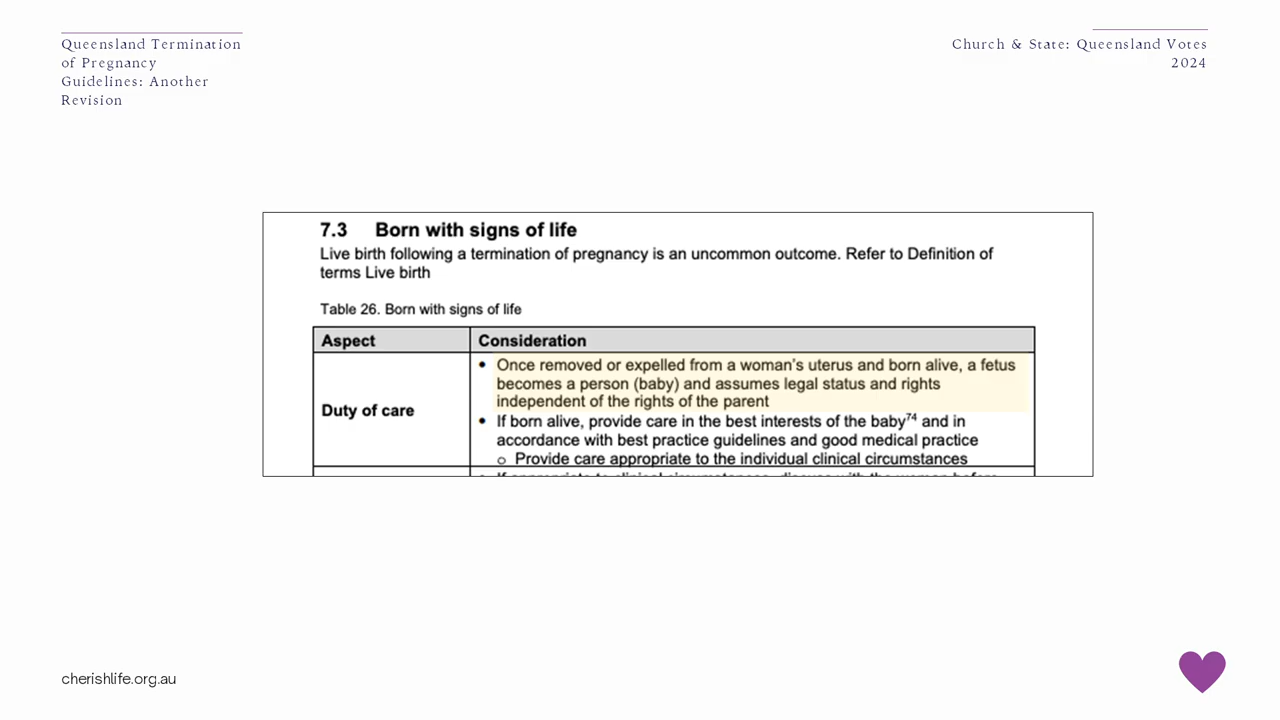 Queensland Termination
of Pregnancy
Guidelines: Another
Revision
Church & State: Queensland Votes
2024
7.3 Born with signs of life
Live birth following a termination of pregnancy is an uncommon outcome. Refer to Definition of
terms Live birth
Table 26. Born with signs of life
Aspect Consideration
• Once removed or expelled from a woman's uterus and born alive, a fetus
becomes a person (baby) and assumes legal status and rights
independent of the rights of the parent
Duty of care
• If born alive, provide care in the best interests of the baby74 and in
accordance with best practice guidelines and good medical practice
o Provide care appropriate to the individual clinical circumstances
cherishlife.org.au